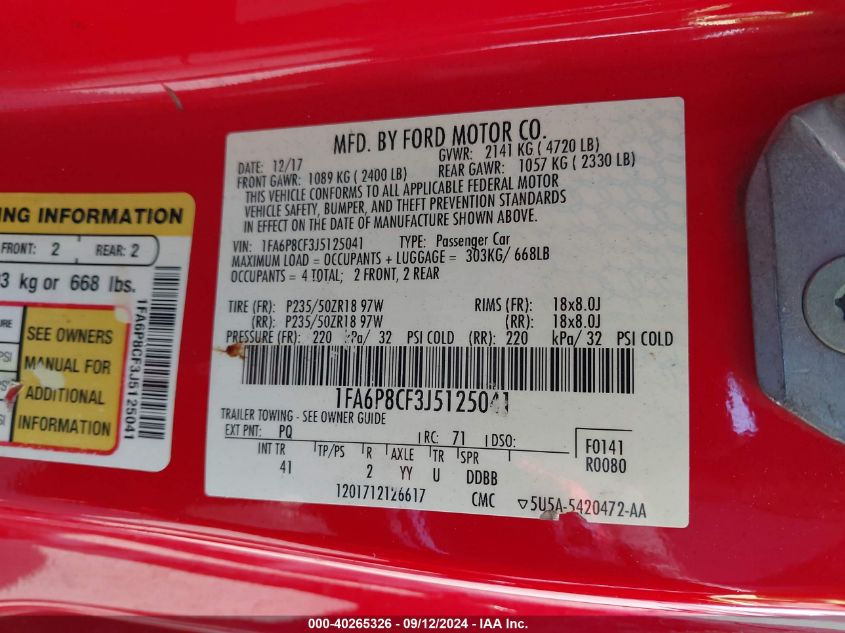 MFD. BY FORD MOTOR CO.
DATE: 12/17 GVWR: 2141 KG ( 4720 LB)
FRONT GAWR: 1089 KG ( 2400 LB) REAR GAWR: 1057 KG ( 2330 LB)
THIS VEHICLE CONFORMS TO ALL APPLICABLE FEDERAL MOTOR
VEHICLE SAFETY, BUMPER, AND THEFT PREVENTION STANDARDS
IN EFFECT ON THE DATE OF MANUFACTURE SHOWN ABOVE.
VIN: 1FA6P8CF3J5125041 TYPE: Passenger Car
MAXIMUM LOAD = OCCUPANTS + LUGGAGE = 303KG/ 668LB
OCCUPANTS = 4 TOTAL; 2 FRONT, 2 REAR
TIRE (FR): P235/50ZR18 97W RIMS (FR): 18x8.0J
(RR): P235/50ZR18 97W (RR): 18x8.0J
PRESSURE (FR): 220 kPa/ 32 PSI COLD (RR): 220 kPa/ 32 PSI COLD
1FA6P8CF3J5125041
TRAILER TOWING - SEE OWNER GUIDE
EXT PNT: PQ RC: 71 DSO: F0141
INT TR TP/PS R AXLE TR SPR R0080
41 2 YY U DDBB
1201712126617 CMC 5U5A-5420472-AA
ING INFORMATION
FRONT: 2 REAR: 2
3 kg or 668 lbs.
SEE OWNERS
MANUAL FOR
ADDITIONAL
INFORMATION
1FA6P8CF3J5125041
000-40265326 - 09/12/2024 - IAA Inc.